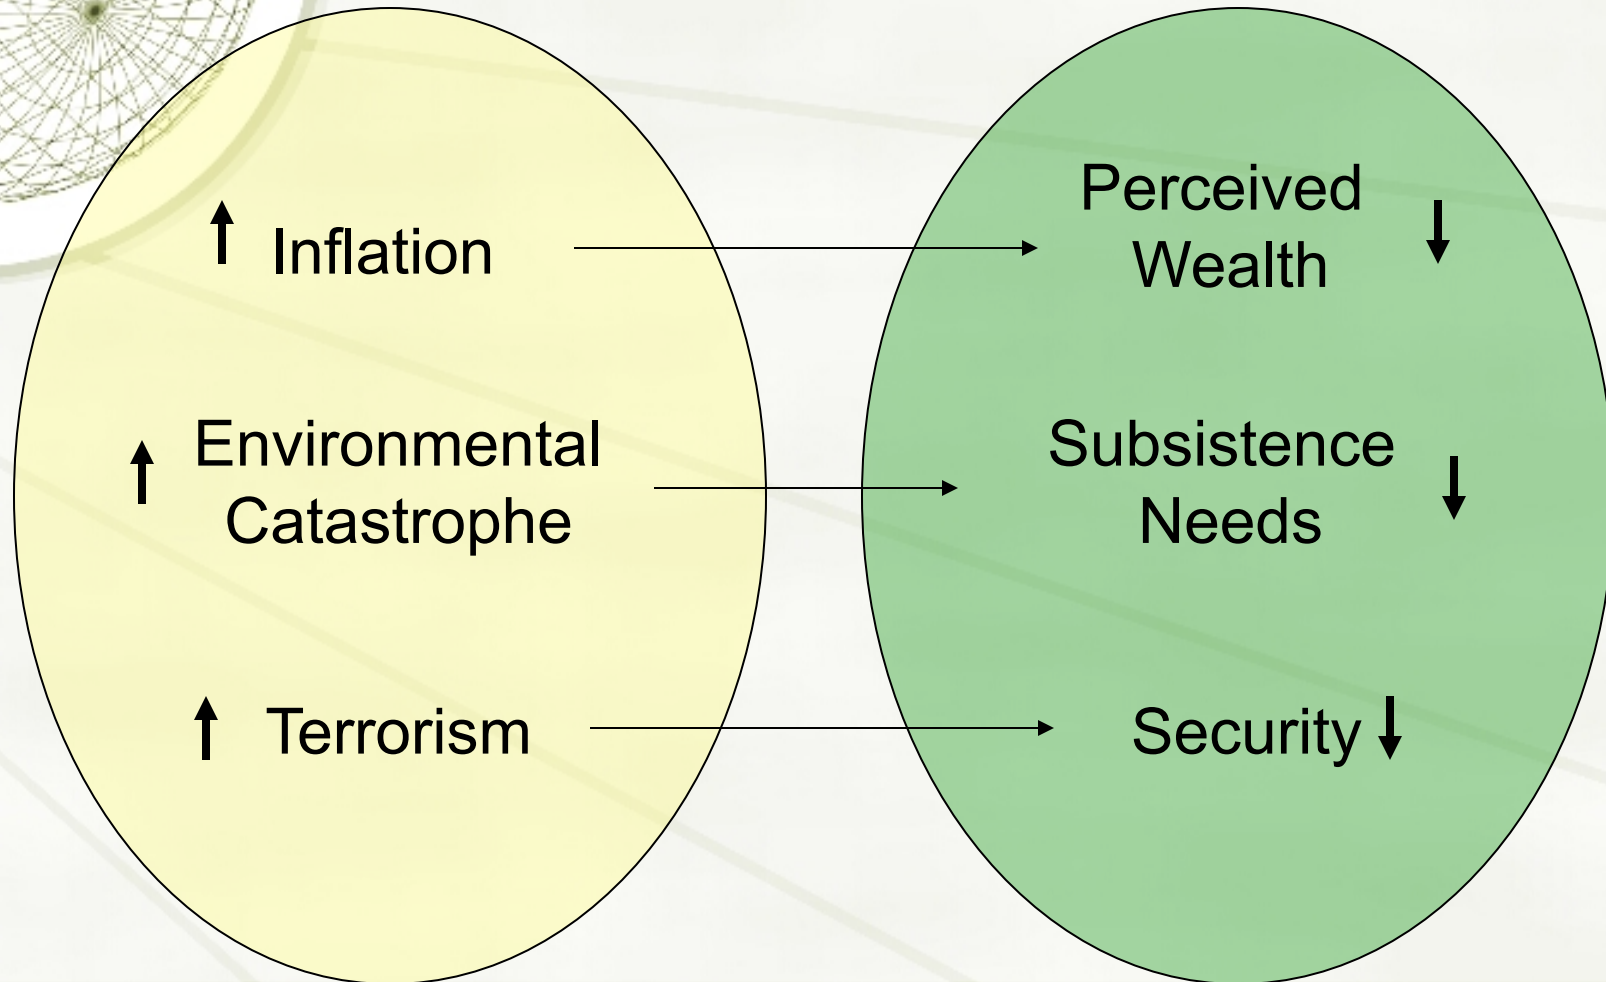 Inflation
Perceived
Wealth
Environmental
Catastrophe
Subsistence
Needs
Terrorism
Security